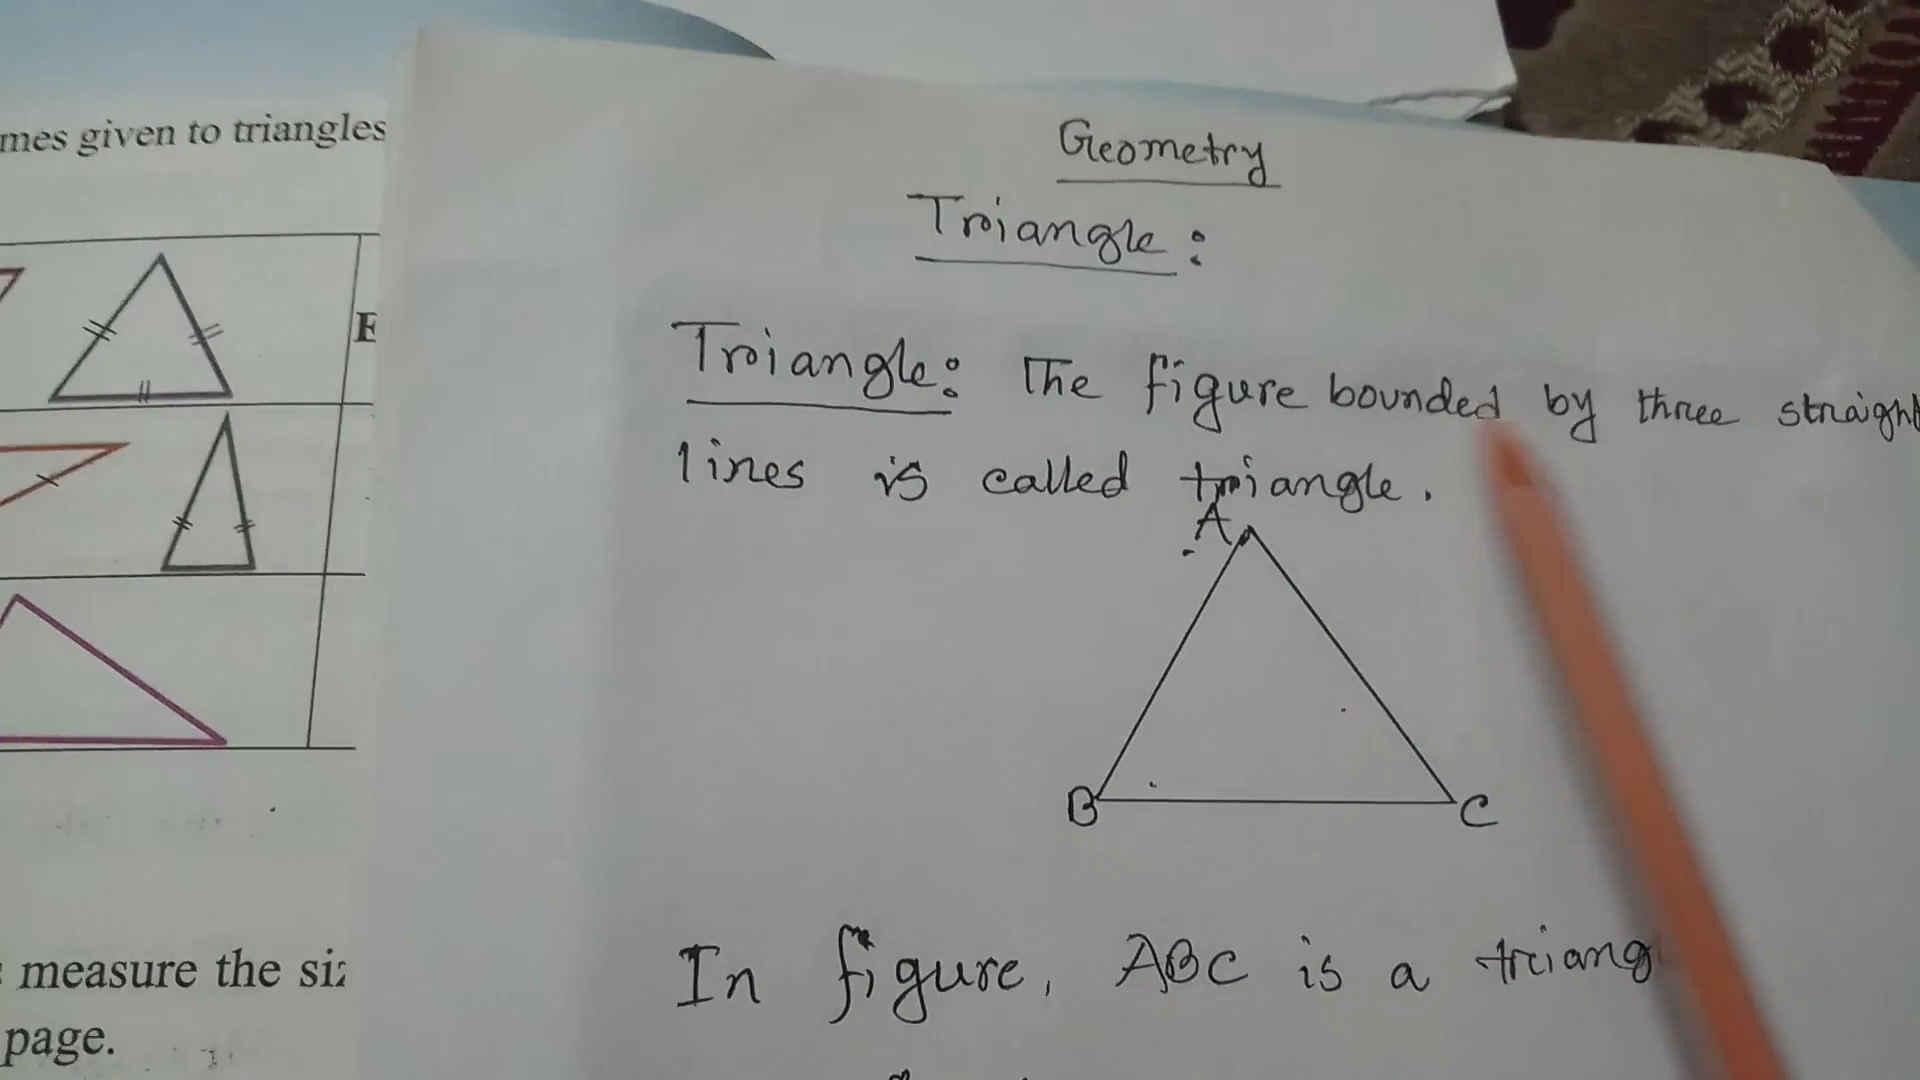 mes given to triangles
E
measure the siz
page.
Geometry
Triangle:
Triangle: The figure bounded by three straight
lines is called triangle.
A
B C
In figure, ABC is a triang